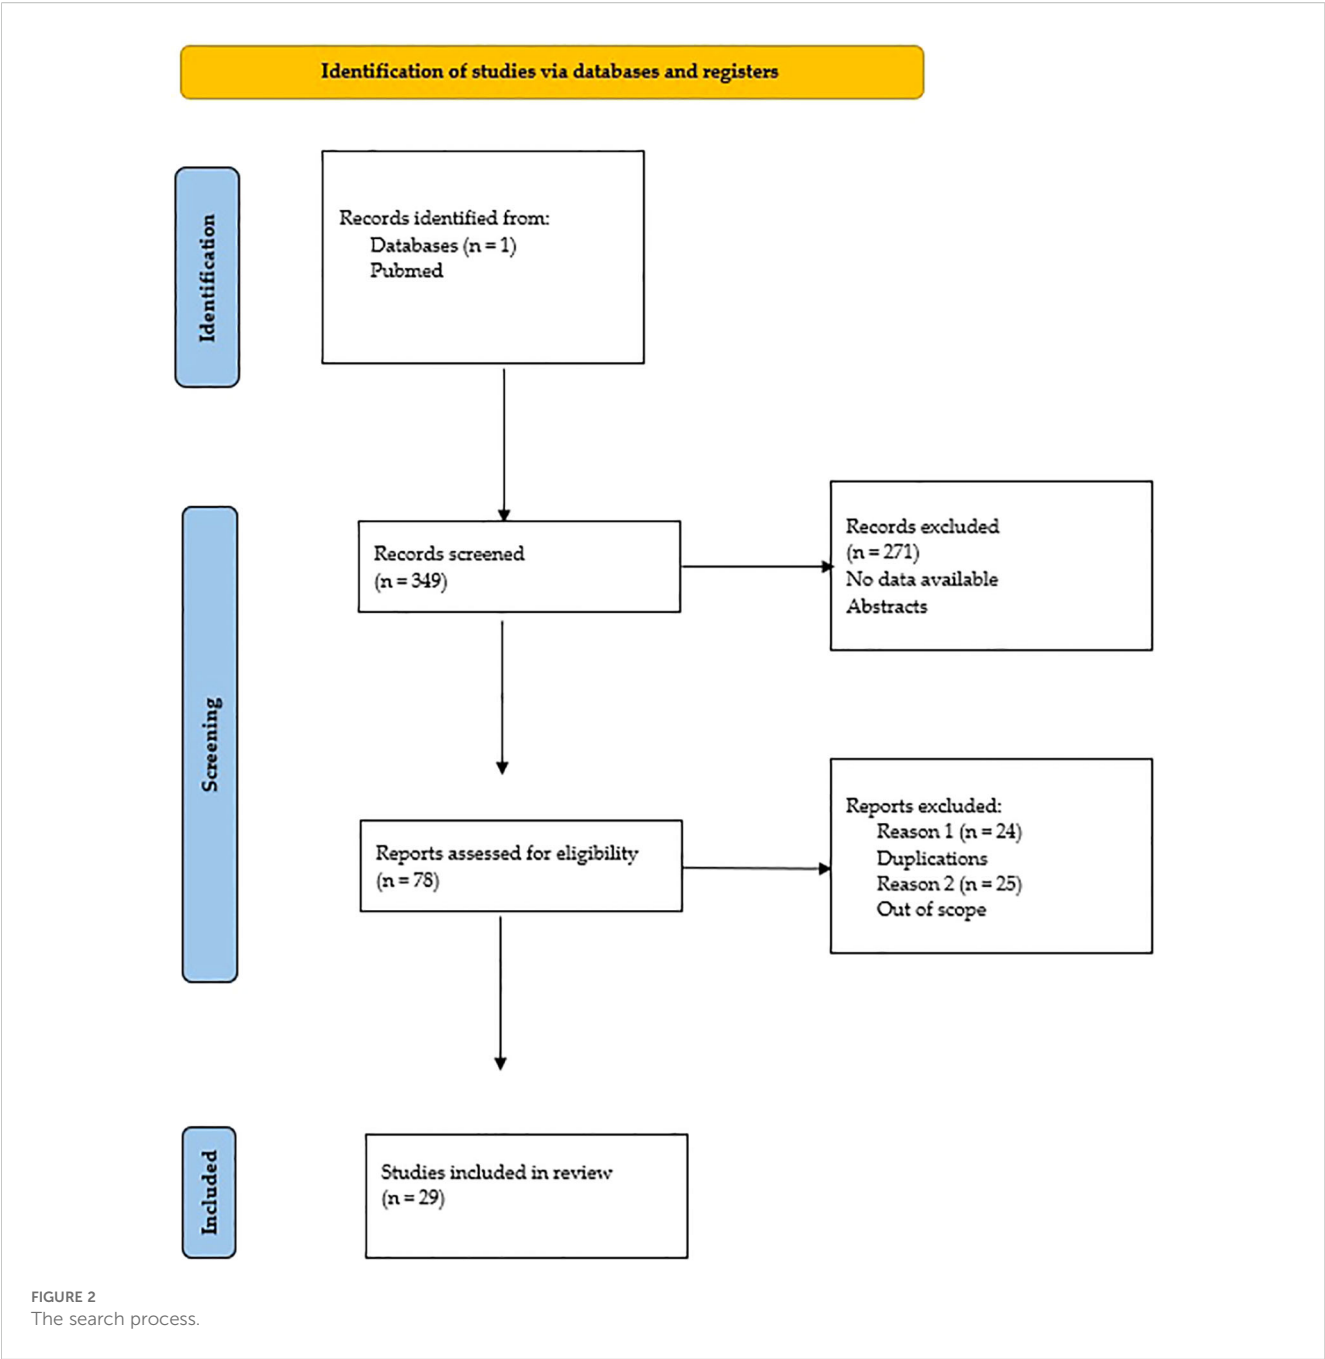 Identification of studies via databases and registers
Identification
Records identified from:
Databases (n = 1)
Pubmed
Screening
Records screened
(n = 349)
Records excluded
(n = 271)
No data available
Abstracts
Reports assessed for eligibility
(n = 78)
Reports excluded:
Reason 1 (n = 24)
Duplications
Reason 2 (n = 25)
Out of scope
Included
Studies included in review
(n = 29)
FIGURE 2
The search process.